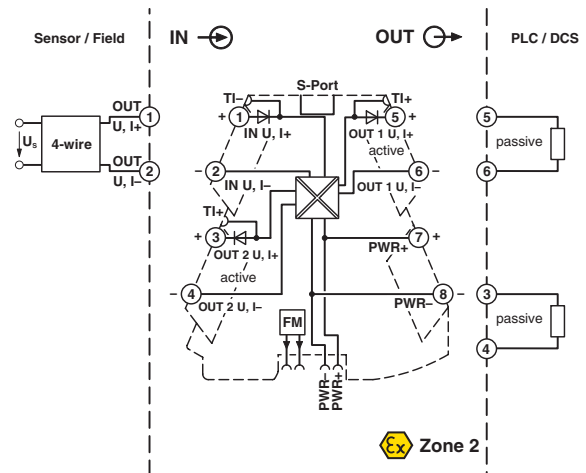 Sensor / Field
IN
OUT
PLC / DCS
S-Port
TI–
TI+
OUT
1
U, I+
+
1
IN U, I+
5
+
OUT 1 U, I+
active
5
passive
6
4-wire
Us
OUT
2
U, I–
–
2
IN U, I–
6
–
OUT 1 U, I–
TI+
+
3
OUT 2 U, I+
active
7
+
PWR+
–
4
OUT 2 U, I–
8
–
PWR–
3
passive
4
FM
PWR–
PWR+
Ex Zone 2